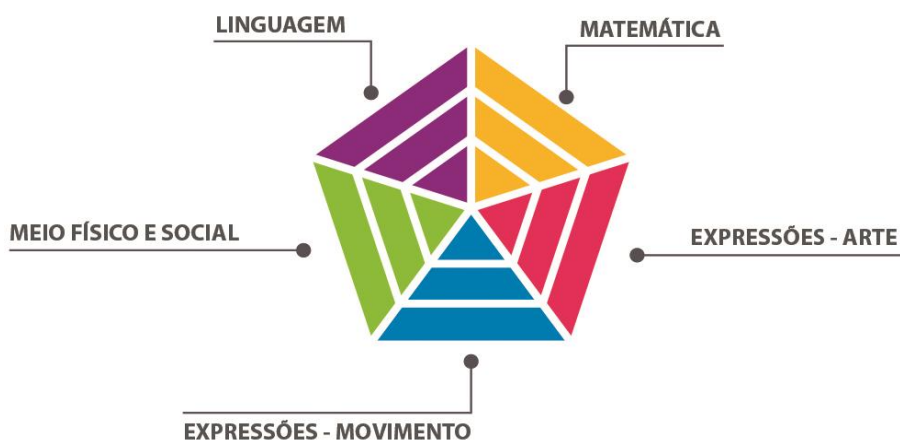 LINGUAGEM
MATEMÁTICA
MEIO FÍSICO E SOCIAL
EXPRESSÕES - ARTE
EXPRESSÕES - MOVIMENTO